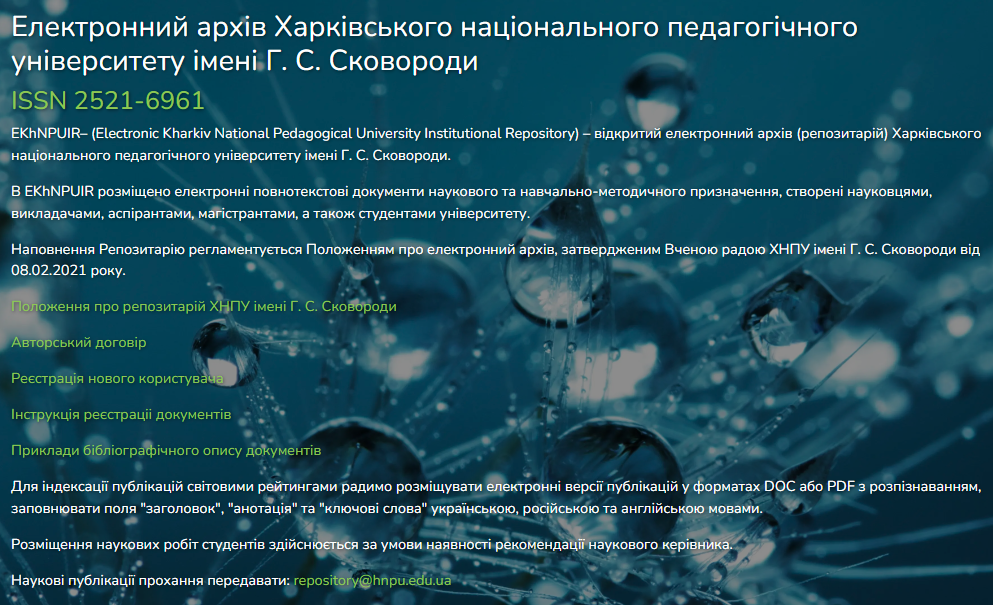 Електронний архів Харківського національного педагогічного
університету імені Г. С. Сковороди
ISSN 2521-6961
EKhNPUIR– (Electronic Kharkiv National Pedagogical University Institutional Repository) – відкритий електронний архів (репозитарій) Харківського
національного педагогічного університету імені Г. С. Сковороди.
В EKhNPUIR розміщено електронні повнотекстові документи наукового та навчально-методичного призначення, створені науковцями,
викладачами, аспірантами, магістрантами, а також студентами університету.
Наповнення Репозитарію регламентується Положенням про електронний архів, затвердженим Вченою радою ХНПУ імені Г. С. Сковороди від
08.02.2021 року.
Положення про репозитарій ХНПУ імені Г. С. Сковороди
Авторський договір
Реєстрація нового користувача
Інструкція реєстраціі документів
Приклади бібліографічного опису документів
Для індексації публікацій світовими рейтингами радимо розміщувати електронні версії публікацій у форматах DOC або PDF з розпізнаванням,
заповнювати поля "заголовок", "анотація" та "ключові слова" українською, російською та англійською мовами.
Розміщення наукових робіт студентів здійснюється за умови наявності рекомендації наукового керівника.
Наукові публікації прохання передавати: repository@hnpu.edu.ua